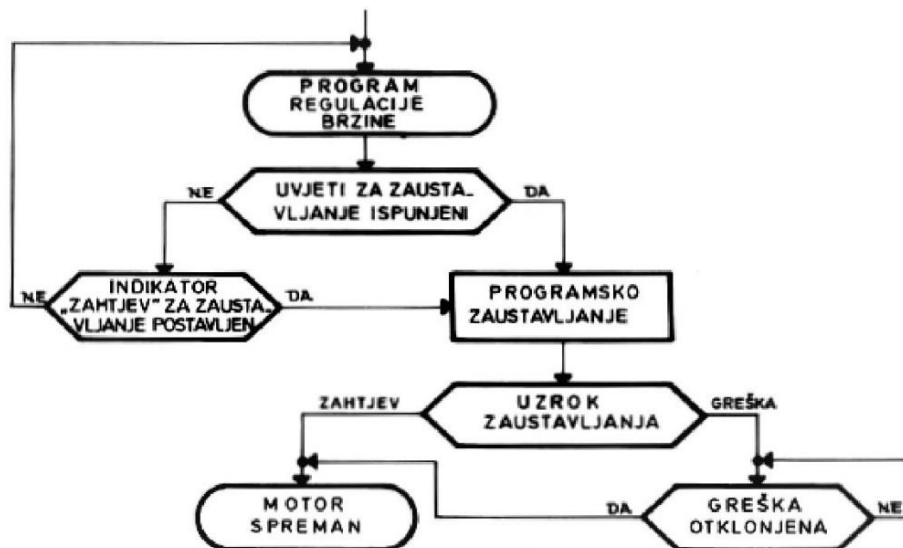 PROGRAM
REGULACIJE
BRZINE
NE
UVJETI ZA ZAUSTA_
VLJANJE ISPUNJENI
DA
NE
INDIKATOR
„ZAHTJEV” ZA ZAUSTA_
VLJANJE POSTAVLJEN
DA
PROGRAMSKO
ZAUSTAVLJANJE
ZAHTJEV
UZROK
ZAUSTAVLJANJA
GREŠKA
MOTOR
SPREMAN
DA
GREŠKA
OTKLONJENA
NE